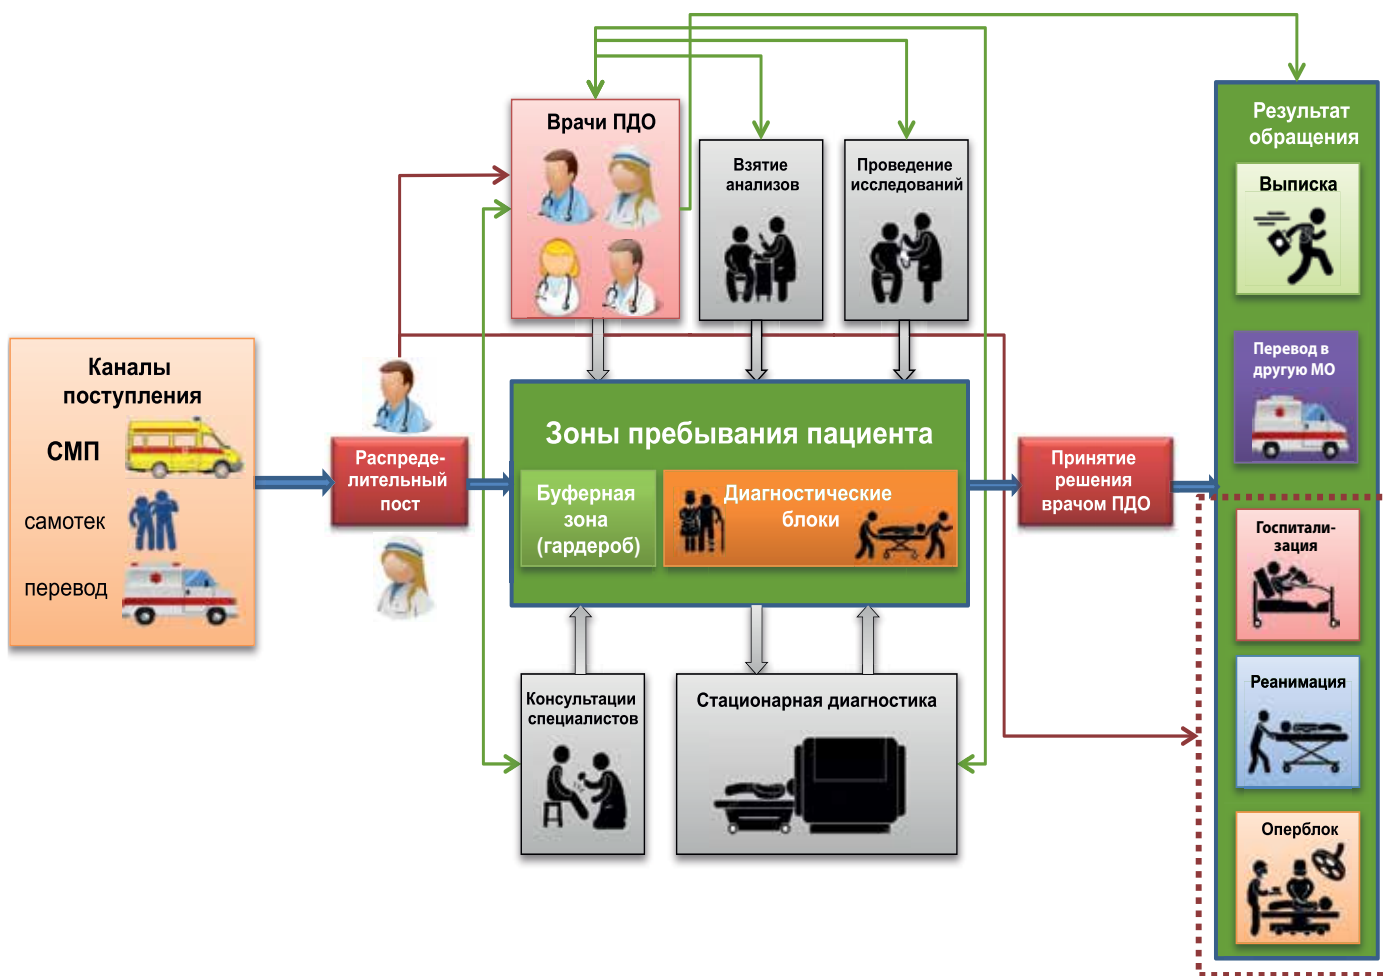 Каналы
поступления
СМП
самотек
перевод
Распреде-
лительный
пост
Врачи ПДО
Взятие
анализов
Проведение
исследований
Зоны пребывания пациента
Буферная
зона
(гардероб)
Диагностические
блоки
Консультации
специалистов
Стационарная диагностика
Принятие
решения
врачом ПДО
Результат
обращения
Выписка
Перевод в
другую МО
Госпитали-
зация
Реанимация
Оперблок